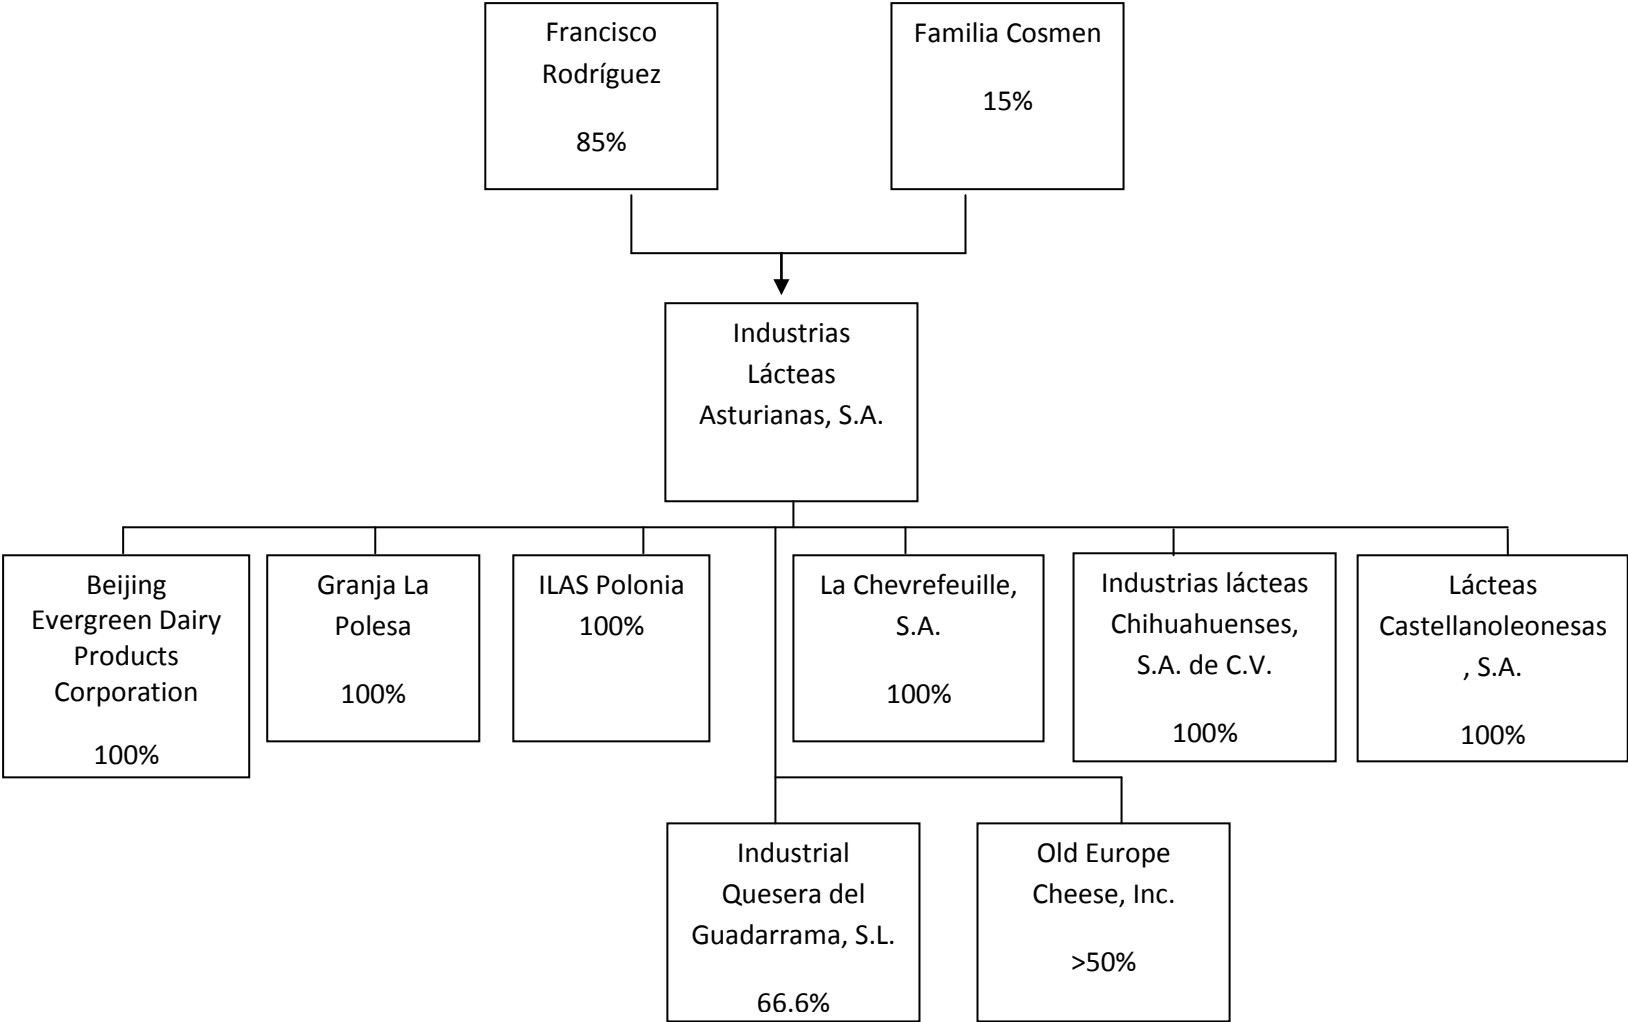 Francisco
Rodríguez
85%
Familia Cosmen
15%
Industrias
Lácteas
Asturianas, S.A.
Beijing
Evergreen Dairy
Products
Corporation
100%
Granja La
Polesa
100%
ILAS Polonia
100%
La Chevrefeuille,
S.A.
100%
Industrias lácteas
Chihuahuenses,
S.A. de C.V.
100%
Lácteas
Castellanoleonesas
, S.A.
100%
Industrial
Quesera del
Guadarrama, S.L.
66.6%
Old Europe
Cheese, Inc.
>50%